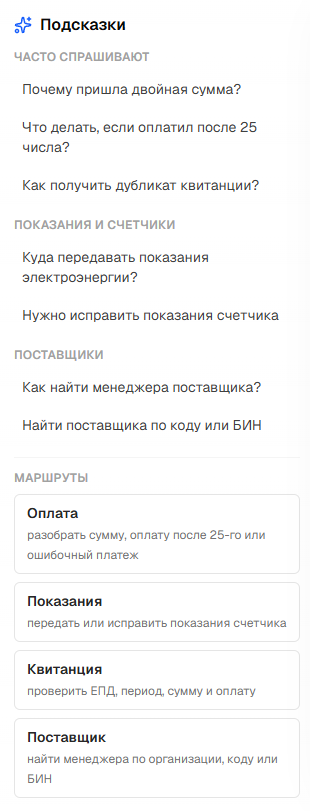 Подсказки
ЧАСТО СПРАШИВАЮТ
Почему пришла двойная сумма?
Что делать, если оплатил после 25
числа?
Как получить дубликат квитанции?
ПОКАЗАНИЯ И СЧЕТЧИКИ
Куда передавать показания
электроэнергии?
Нужно исправить показания счетчика
ПОСТАВЩИКИ
Как найти менеджера поставщика?
Найти поставщика по коду или БИН
МАРШРУТЫ
Оплата
разобрать сумму, оплату после 25-го или
ошибочный платеж
Показания
передать или исправить показания счетчика
Квитанция
проверить ЕПД, период, сумму и оплату
Поставщик
найти менеджера по организации, коду или
БИН